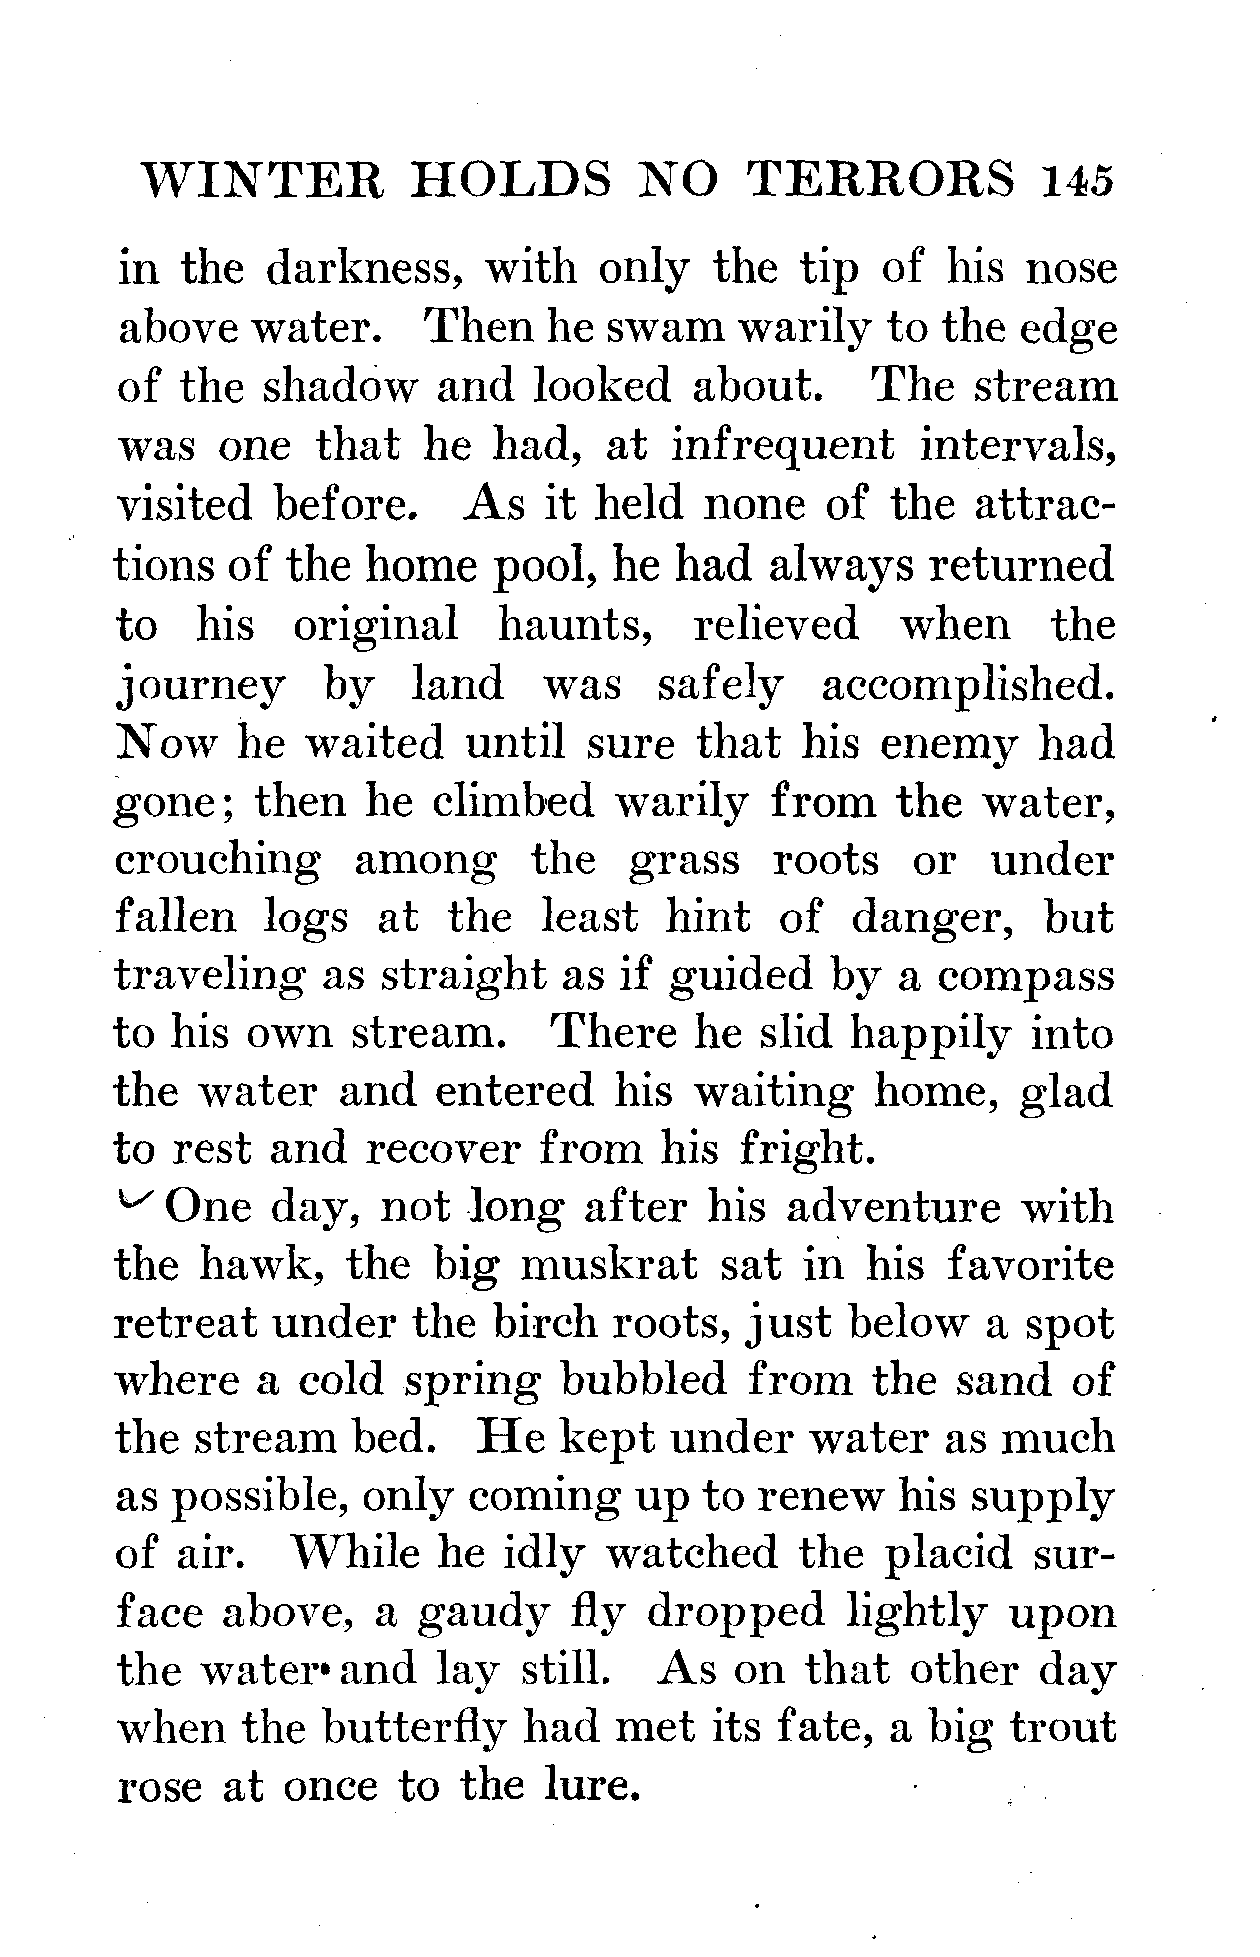 WINTER HOLDS NO TERRORS 145
in the darkness, with only the tip of his nose
above water. Then he swam warily to the edge
of the shadow and looked about. The stream
was one that he had, at infrequent intervals,
visited before. As it held none of the attrac-
tions of the home pool, he had always returned
to his original haunts, relieved when the
journey by land was safely accomplished.
Now he waited until sure that his enemy had
gone; then he climbed warily from the water,
crouching among the grass roots or under
fallen logs at the least hint of danger, but
traveling as straight as if guided by a compass
to his own stream. There he slid happily into
the water and entered his waiting home, glad
to rest and recover from his fright.
One day, not long after his adventure with
the hawk, the big muskrat sat in his favorite
retreat under the birch roots, just below a spot
where a cold spring bubbled from the sand of
the stream bed. He kept under water as much
as possible, only coming up to renew his supply
of air. While he idly watched the placid sur-
face above, a gaudy fly dropped lightly upon
the water and lay still. As on that other day
when the butterfly had met its fate, a big trout
rose at once to the lure.